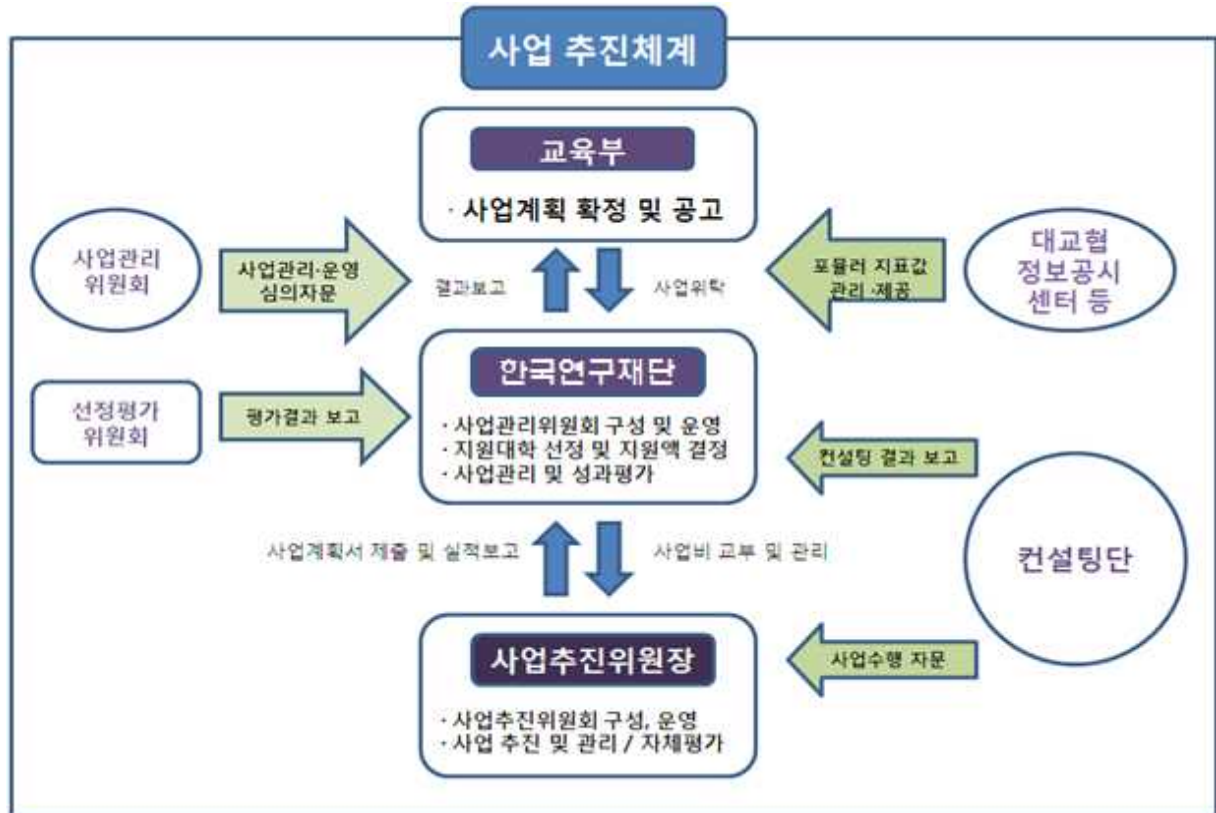 사업 추진체계
교육부
· 사업계획 확정 및 공고
사업관리
위원회
사업관리·운영
심의자문
결과보고
사업위탁
포뮬러 지표값
관리·제공
대교협
정보공시
센터 등
한국연구재단
· 사업관리위원회 구성 및 운영
· 지원대학 선정 및 지원액 결정
· 사업관리 및 성과평가
선정평가
위원회
평가결과 보고
컨설팅 결과 보고
사업계획서 제출 및 실적보고
사업비 교부 및 관리
컨설팅단
사업추진위원장
· 사업추진위원회 구성, 운영
· 사업 추진 및 관리 / 자체평가
사업수행 자문